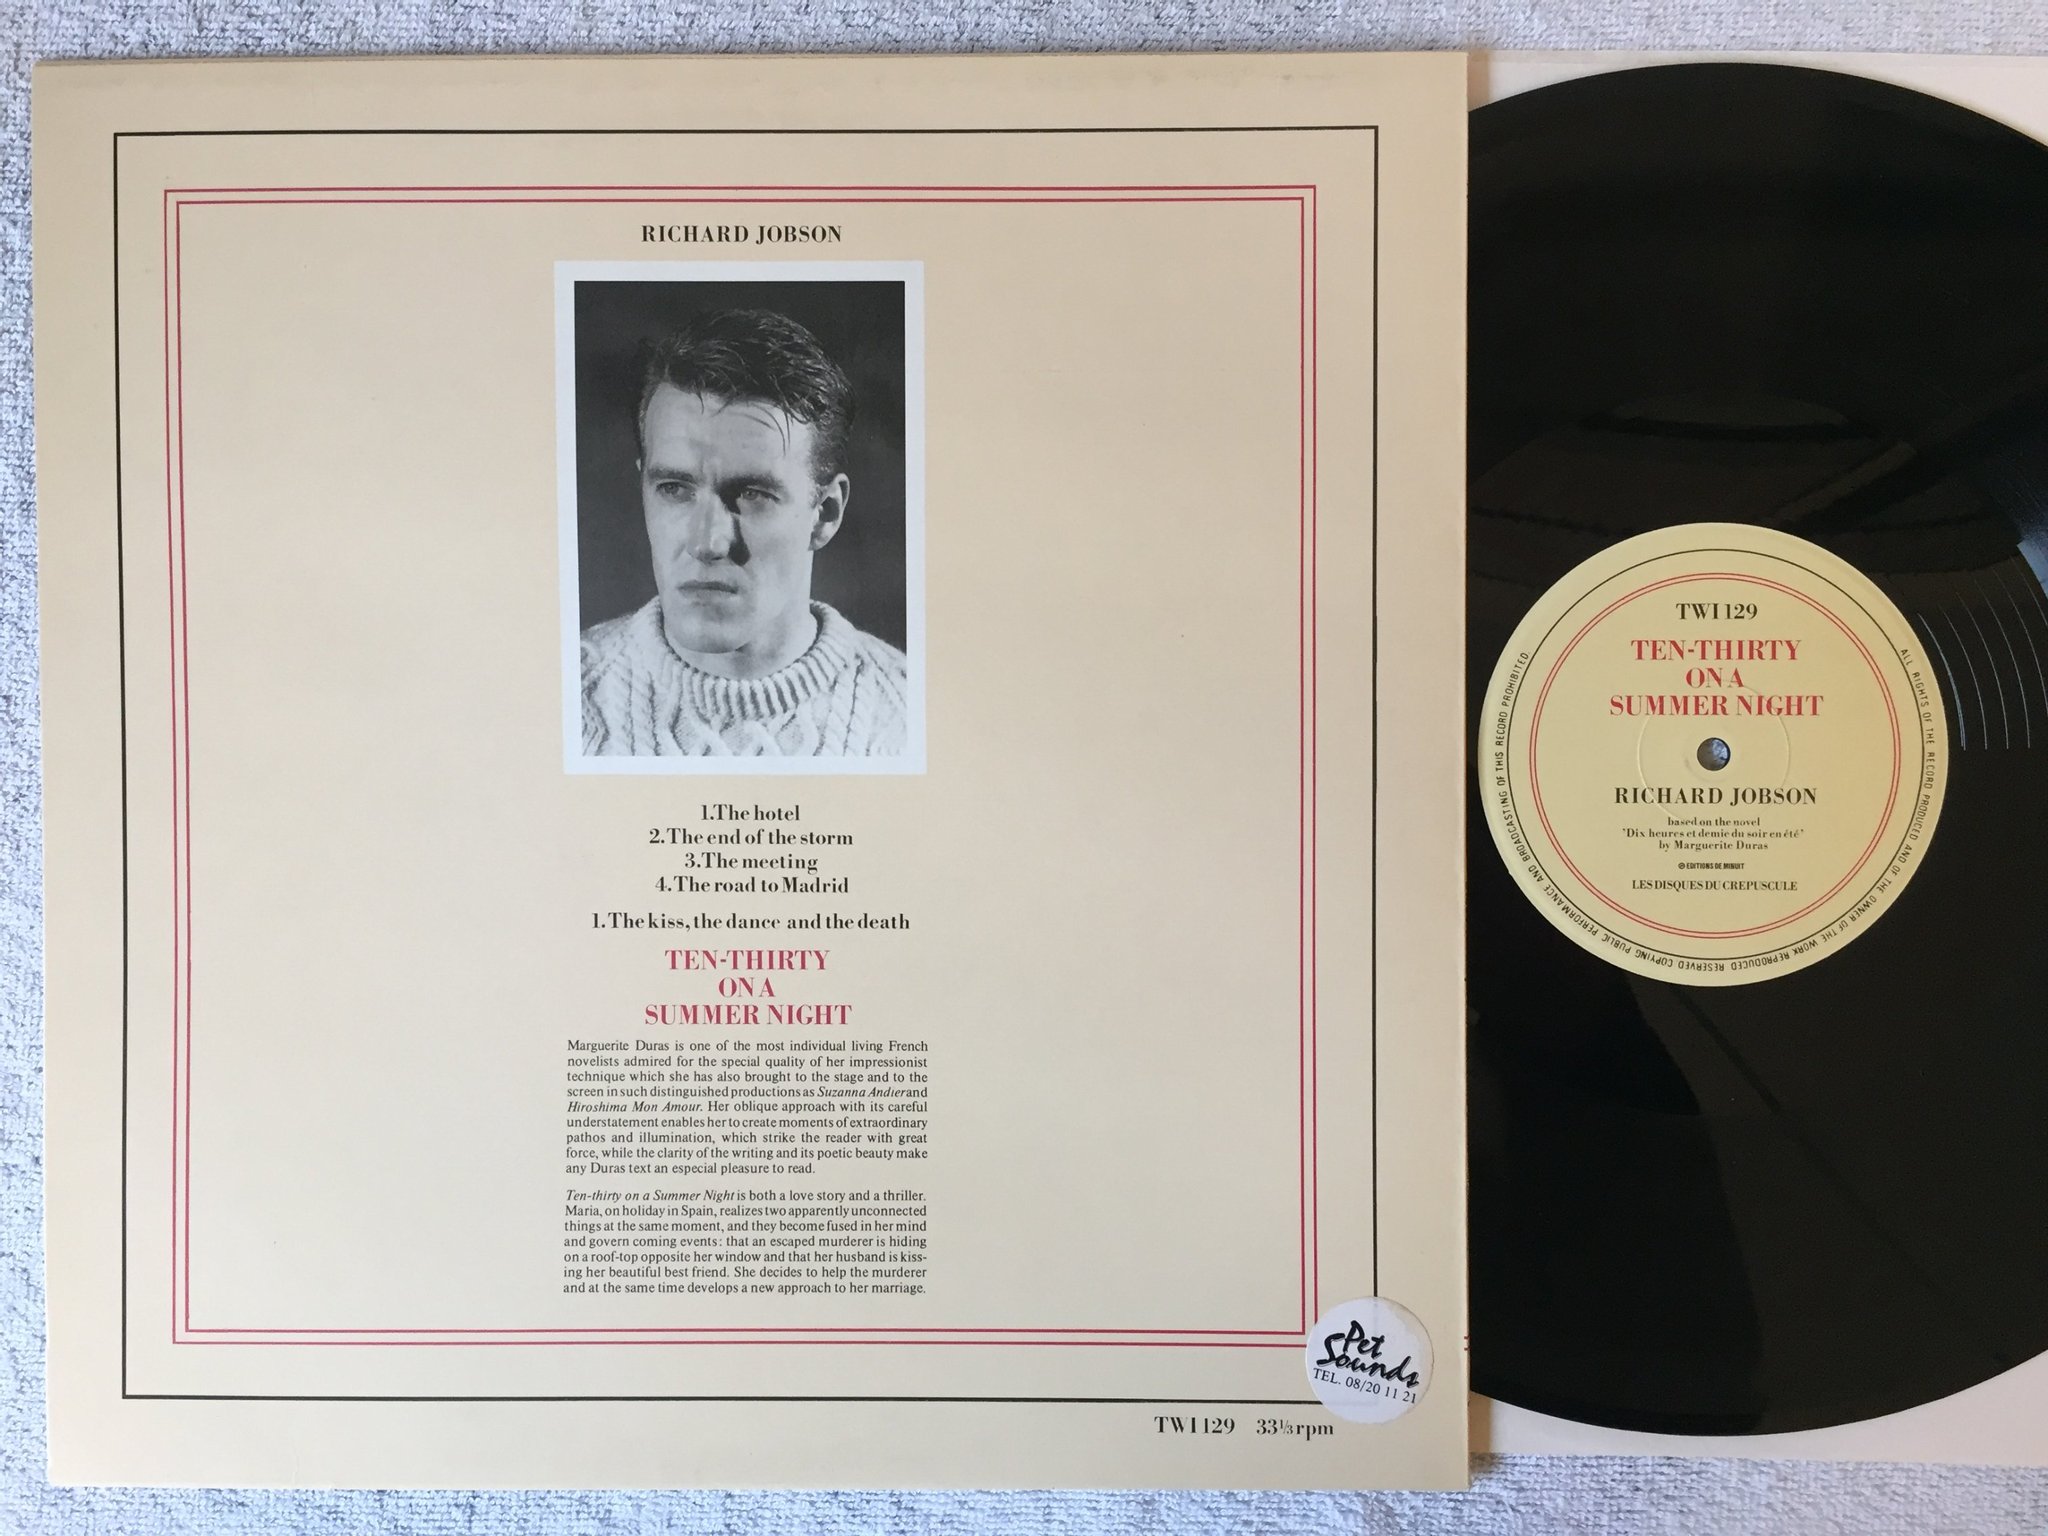 RICHARD JOBSON
1.The hotel
2.The end of the storm
3.The meeting
4.The road to Madrid
1.The kiss, the dance and the death
TEN-THIRTY
ON A
SUMMER NIGHT
Marguerite Duras is one of the most individual living French
novelists admired for the special quality of her impressionist
technique which she has also brought to the stage and to the
screen in such distinguished productions as Suzanna Andier and
Hiroshima Mon Amour. Her oblique approach with its careful
understatement enables her to create moments of extraordinary
pathos and illumination, which strike the reader with great
force, while the clarity of the writing and its poetic beauty make
any Duras text an especial pleasure to read.
Ten-thirty on a Summer Night is both a love story and a thriller.
Maria, on holiday in Spain, realizes two apparently unconnected
things at the same moment, and they become fused in her mind
and govern coming events: that an escaped murderer is hiding
on a roof-top opposite her window and that her husband is kiss-
ing her beautiful best friend. She decides to help the murderer
and at the same time develops a new approach to her marriage.
Pet
Sounds
TEL. 08/20 11 21
TWI 129 33⅓ rpm
TWI 129
TEN-THIRTY
ON A
SUMMER NIGHT
RICHARD JOBSON
based on the novel
'Dix heures et demie du soir en été'
by Marguerite Duras
℗ EDITIONS DE MINUIT
LES DISQUES DU CREPUSCULE
ALL RIGHTS OF THE RECORD PRODUCED AND OF THE OWNER OF THE WORK REPRODUCED RESERVED COPYING PUBLIC PERFORMANCE AND BROADCASTING OF THIS RECORD PROHIBITED.